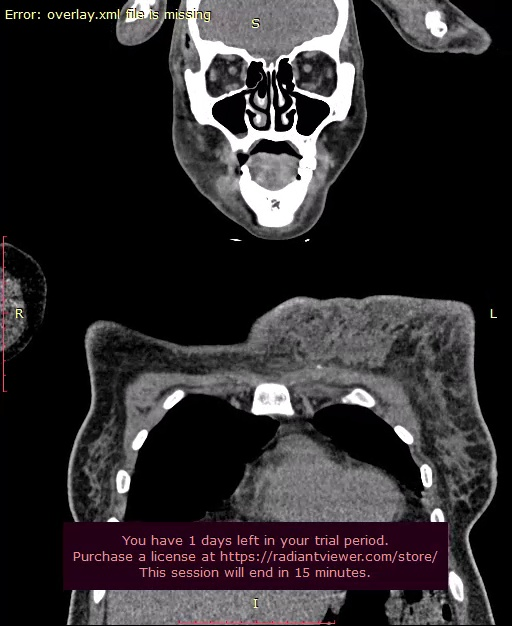 Error: overlay.xml file is missing
S
R
L
You have 1 days left in your trial period.
Purchase a license at https://radiantviewer.com/store/
This session will end in 15 minutes.
I